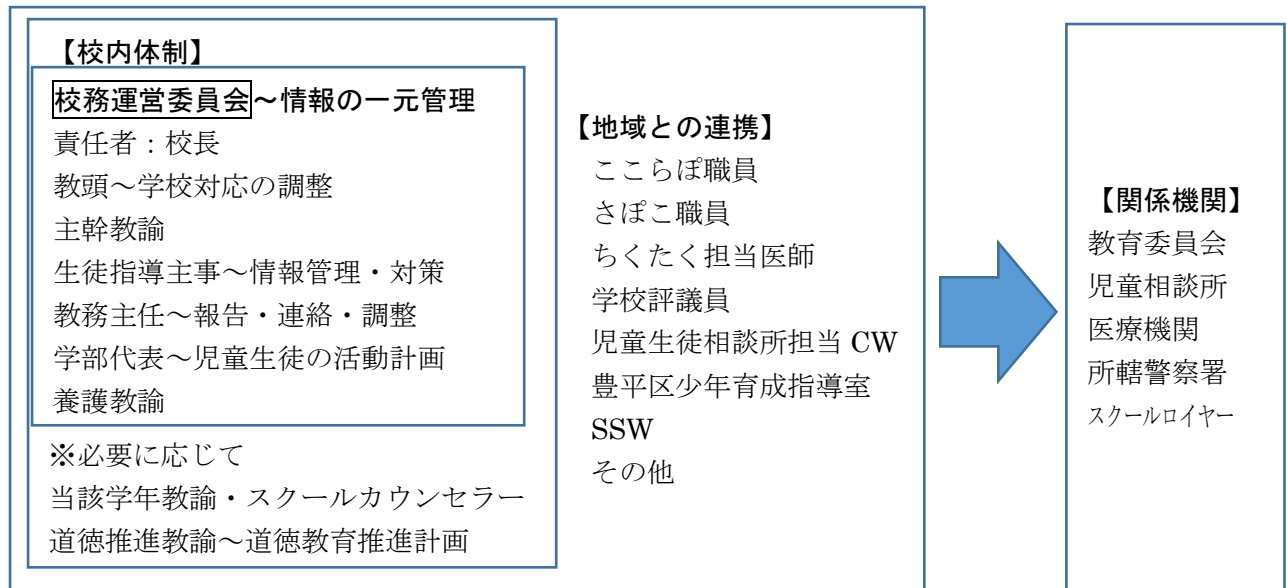 【校内体制】
校務運営委員会～情報の一元管理
責任者：校長
教頭～学校対応の調整
主幹教諭
生徒指導主事～情報管理・対策
教務主任～報告・連絡・調整
学部代表～児童生徒の活動計画
養護教諭
※必要に応じて
当該学年教諭・スクールカウンセラー
道徳推進教諭～道徳教育推進計画
【地域との連携】
ここらぽ職員
さぽこ職員
ちくたく担当医師
学校評議員
児童生徒相談所担当 CW
豊平区少年育成指導室
SSW
その他
【関係機関】
教育委員会
児童相談所
医療機関
所轄警察署
スクールロイヤー